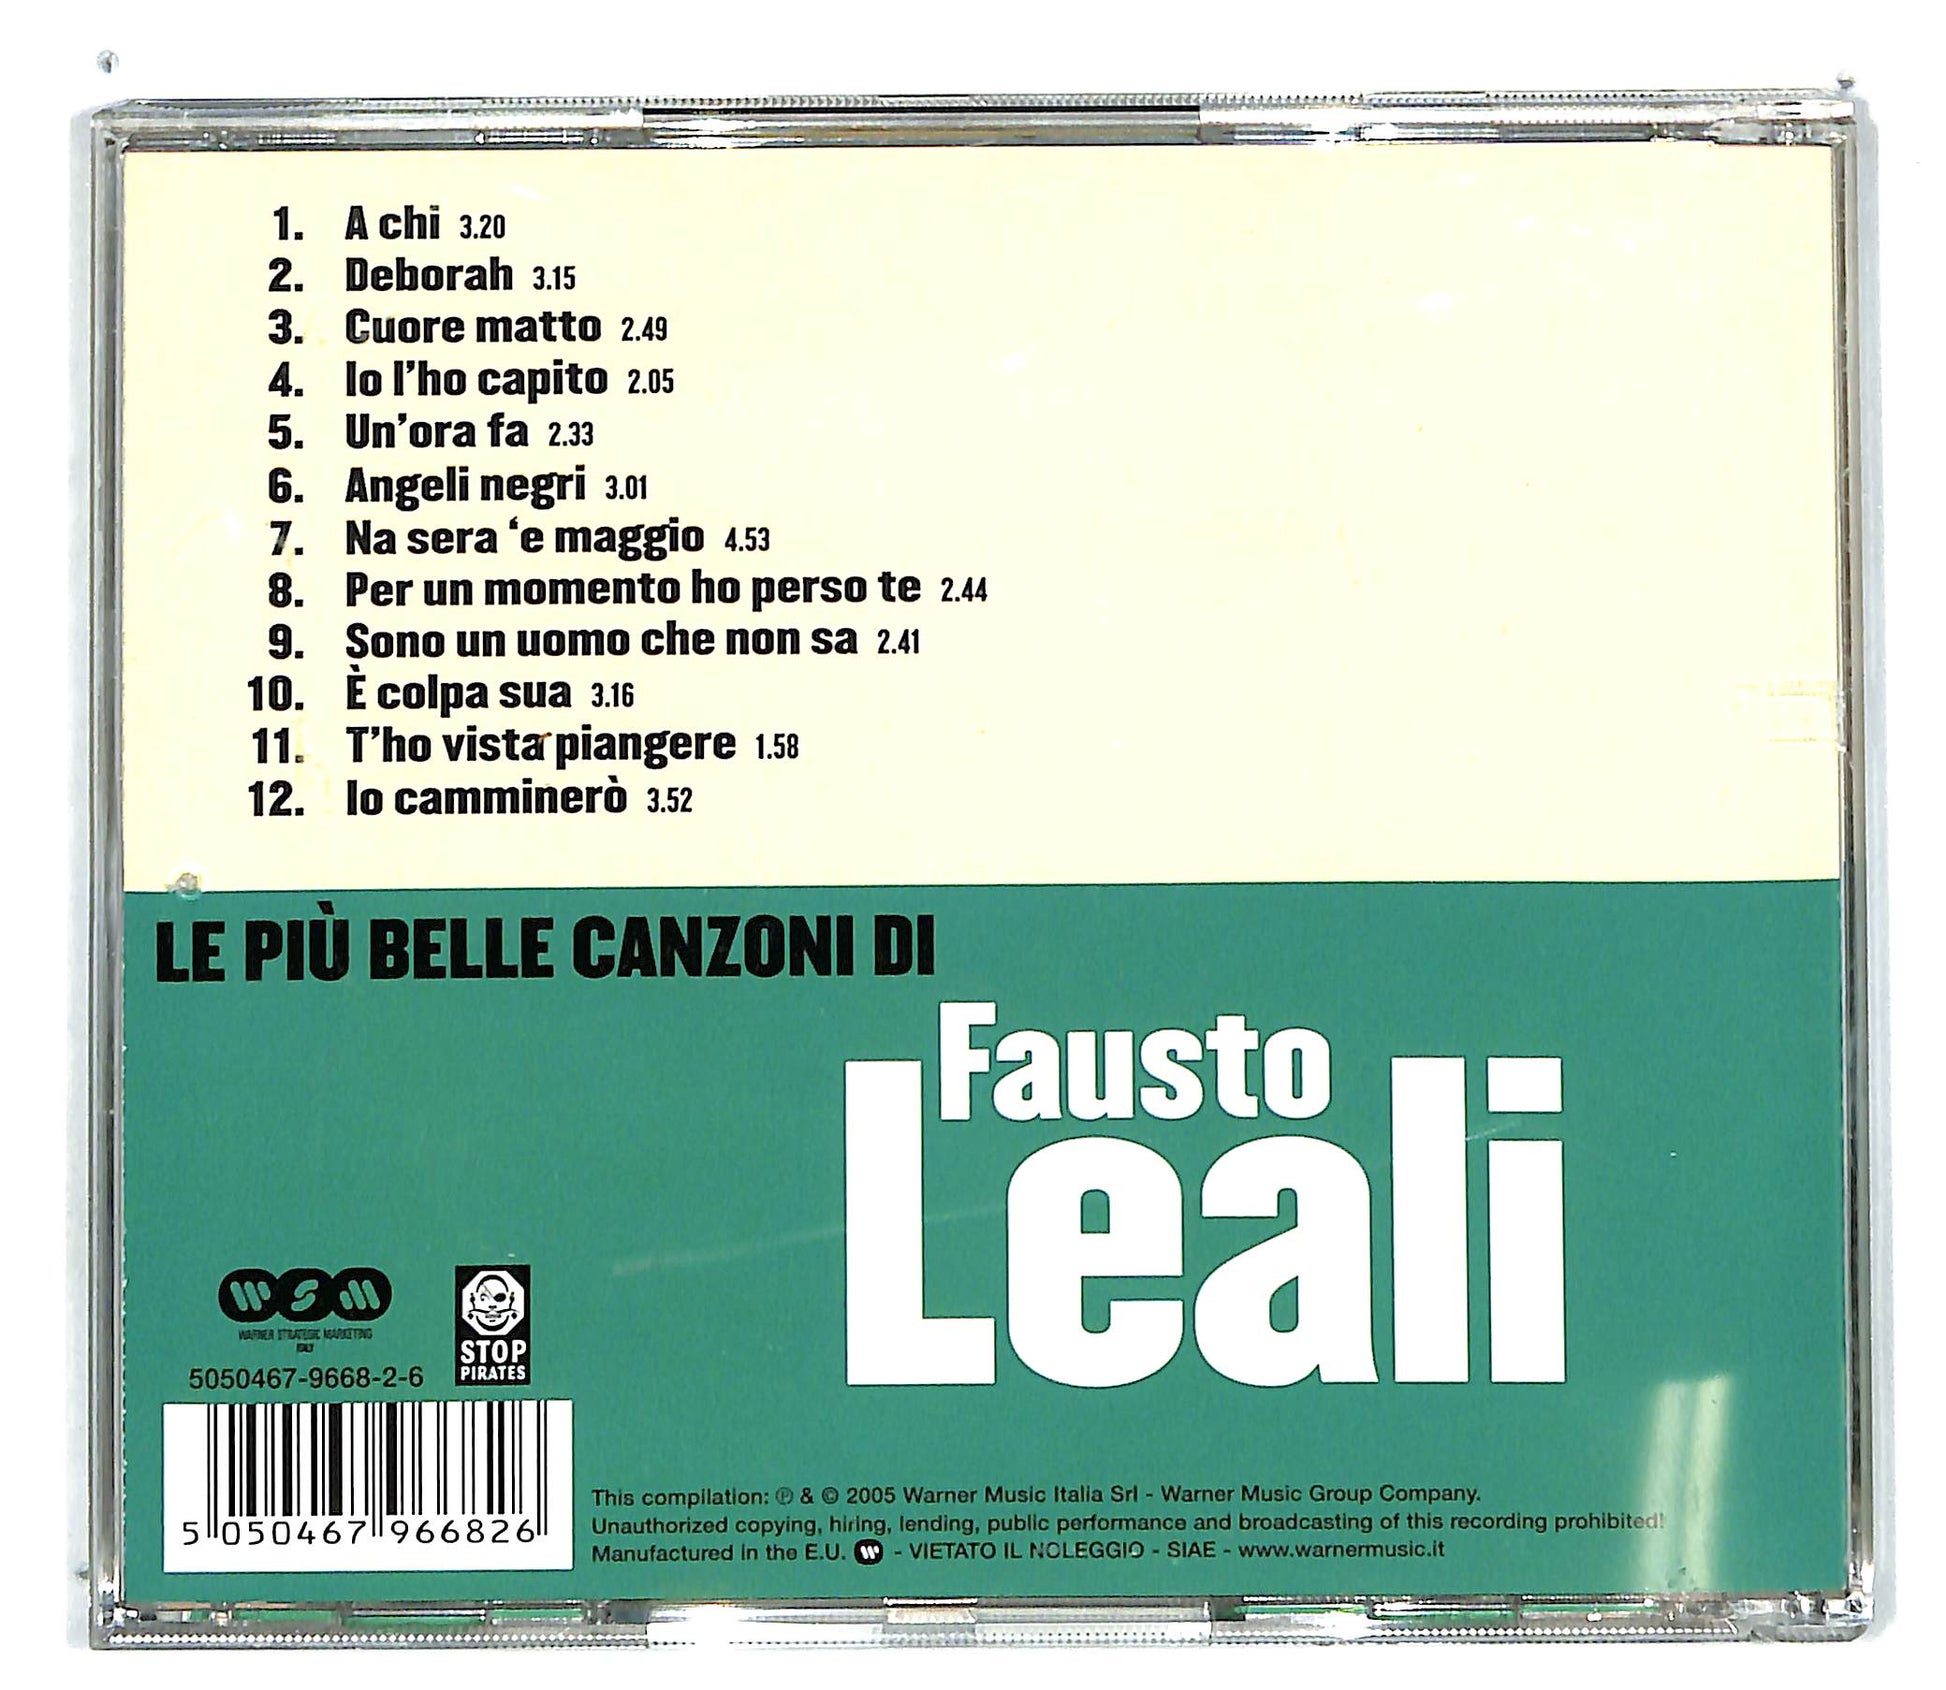 1. A chi 3.20
2. Deborah 3.15
3. Cuore matto 2.49
4. Io l'ho capito 2.05
5. Un'ora fa 2.33
6. Angeli negri 3.01
7. Na sera ‘e maggio 4.53
8. Per un momento ho perso te 2.44
9. Sono un uomo che non sa 2.41
10. È colpa sua 3.16
11. T'ho vista piangere 1.58
12. Io camminerò 3.52
LE PIÙ BELLE CANZONI DI
Fausto
Leali
WSM
WARNER STRATEGIC MARKETING
ITALY
STOP
PIRATES
5050467-9668-2-6
5 050467 966826
This compilation: ℗ & © 2005 Warner Music Italia Srl - Warner Music Group Company.
Unauthorized copying, hiring, lending, public performance and broadcasting of this recording prohibited!
Manufactured in the E.U. - VIETATO IL NOLEGGIO - SIAE - www.warnermusic.it